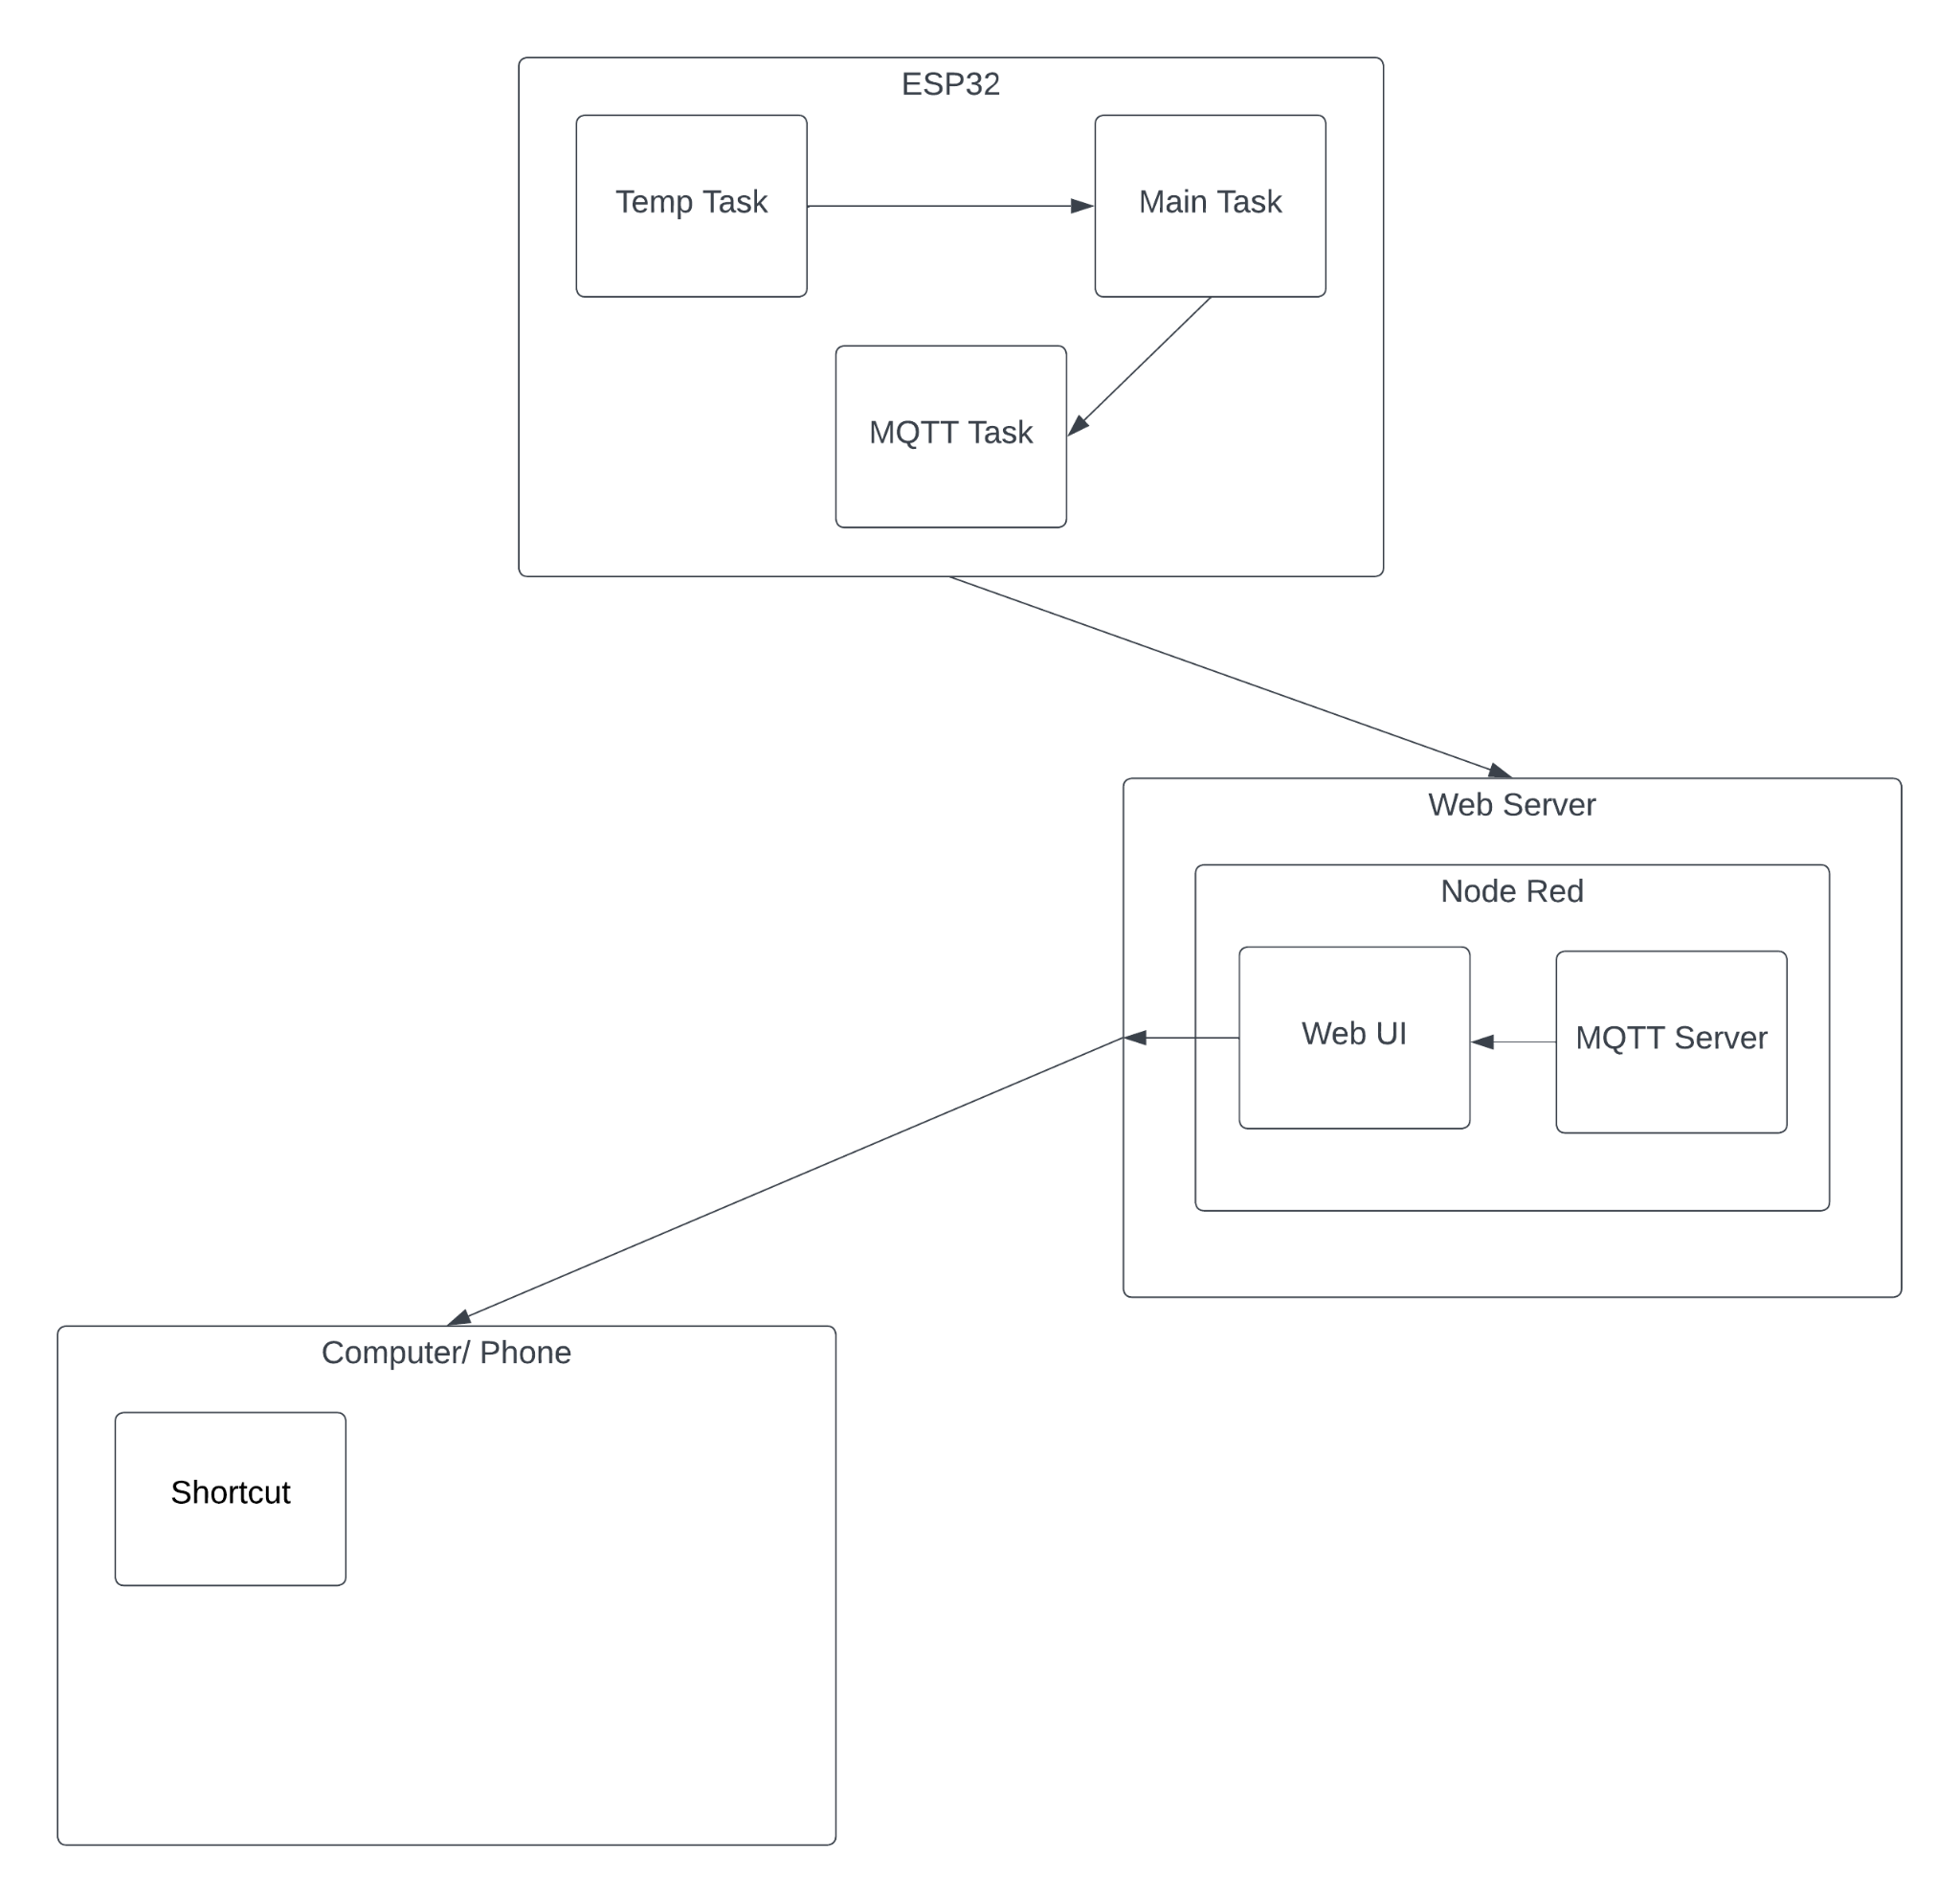 ESP32
Temp Task
Main Task
MQTT Task
Web Server
Node Red
Web UI
MQTT Server
Computer/ Phone
Shortcut